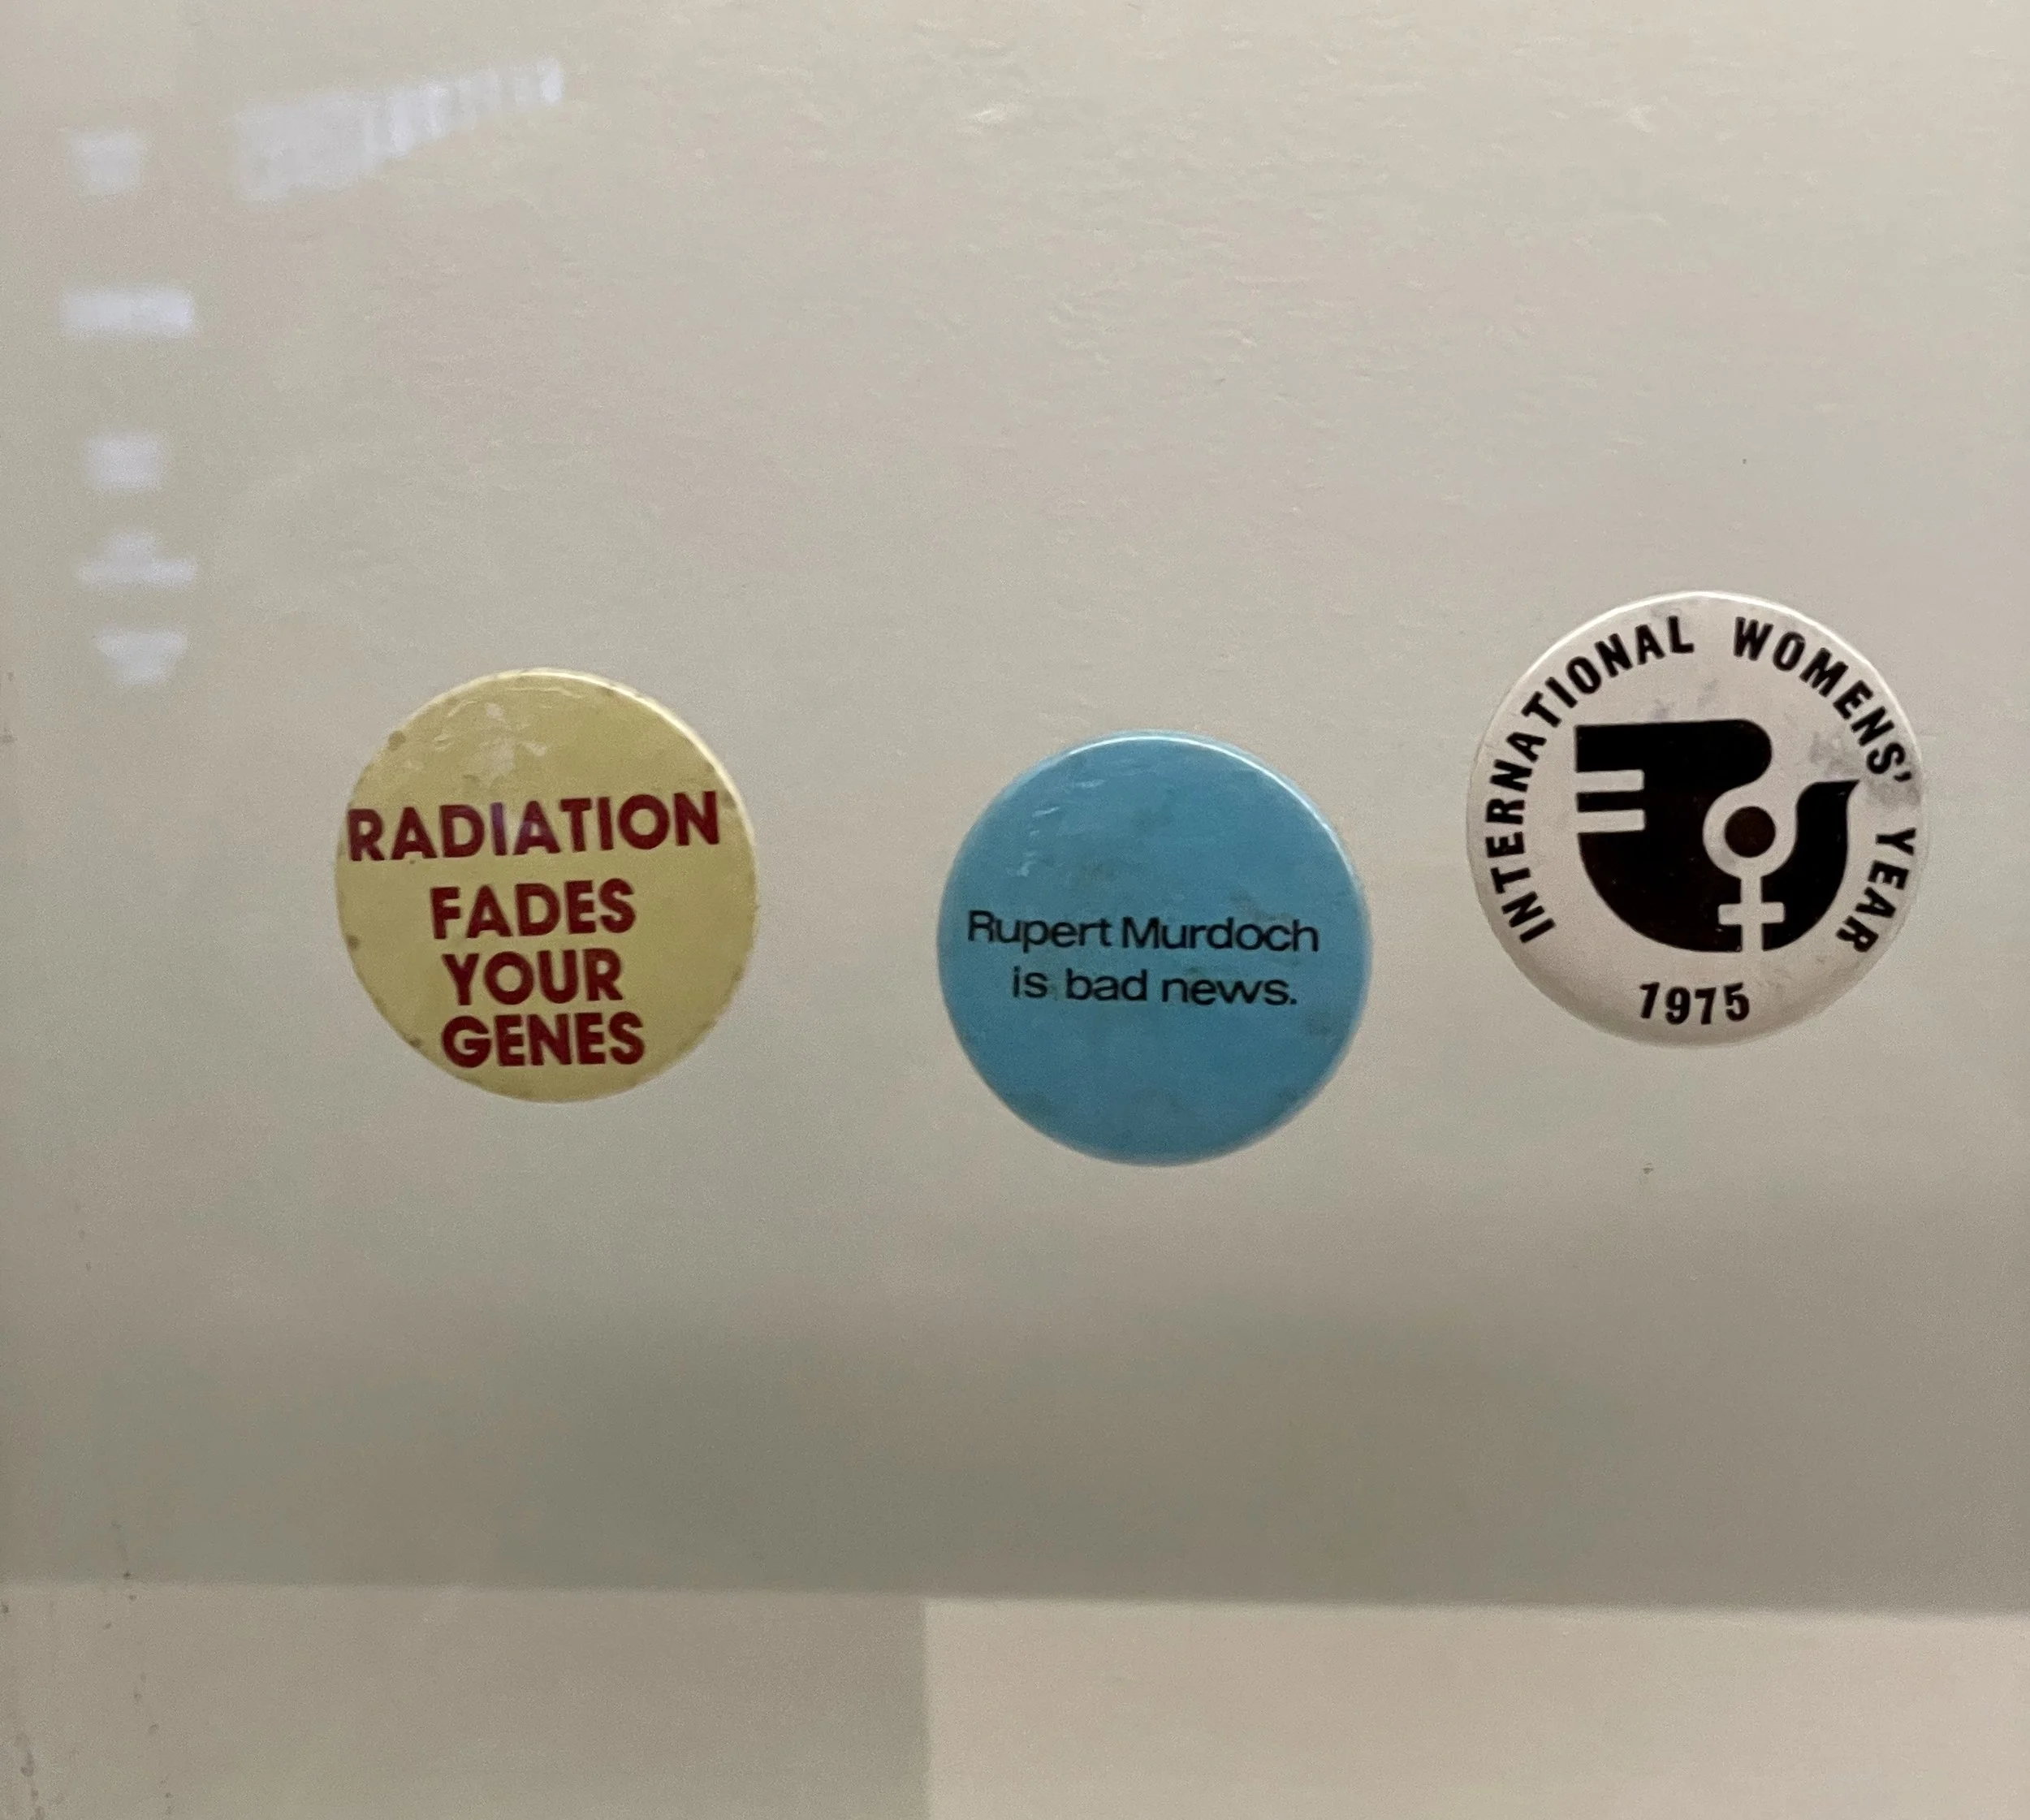 RADIATION
FADES
YOUR
GENES
Rupert Murdoch
is bad news.
INTERNATIONAL WOMENS' YEAR
1975